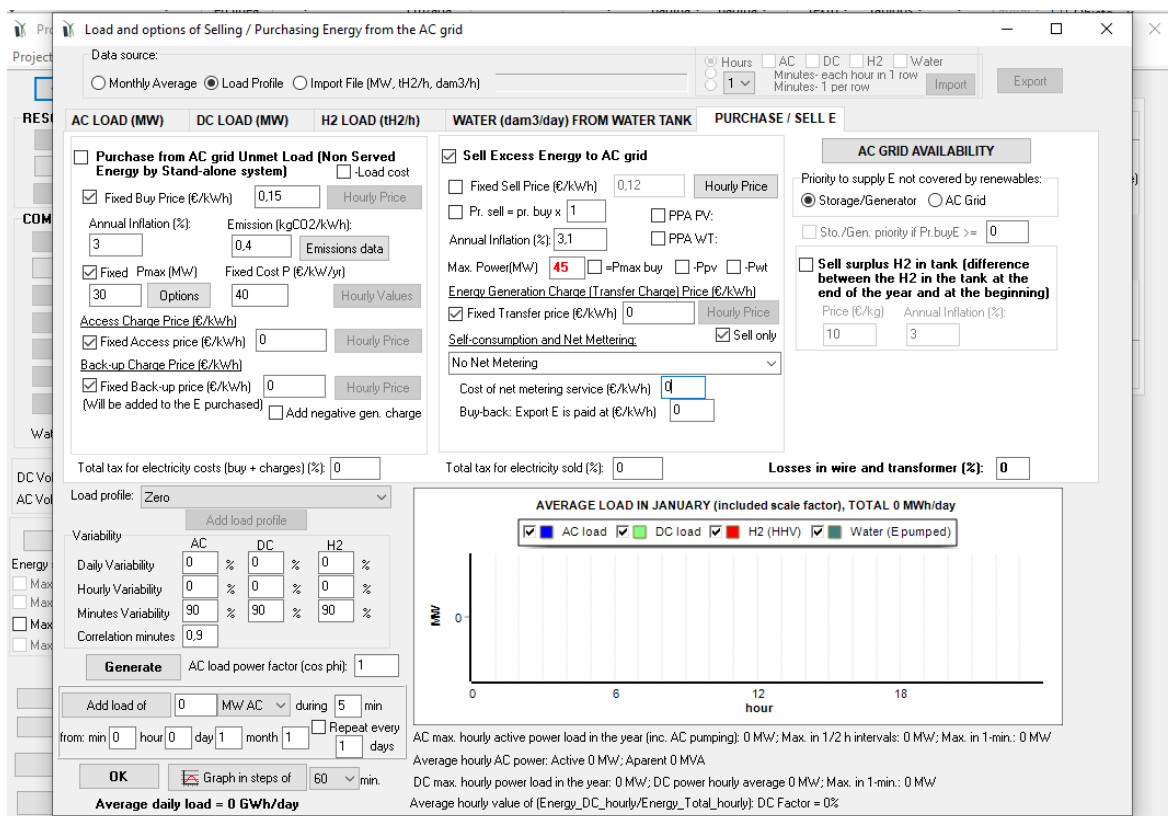 Load and options of Selling / Purchasing Energy from the AC grid
Project
Data source:
Monthly Average Load Profile Import File (MW, tH2/h, dam3/h)
Hours AC DC H2 Water
1 Minutes- each hour in 1 row
Minutes- 1 per row
Import Export
AC LOAD (MW) DC LOAD (MW) H2 LOAD (tH2/h) WATER (dam3/day) FROM WATER TANK PURCHASE / SELL E
Purchase from AC grid Unmet Load (Non Served
Energy by Stand-alone system) -Load cost
Fixed Buy Price (€/kWh) 0,15 Hourly Price
Annual Inflation (%): Emission (kgCO2/kWh):
3 0,4 Emissions data
Fixed Pmax (MW) Fixed Cost P (€/kW/yr)
30 Options 40 Hourly Values
Access Charge Price (€/kWh)
Fixed Access price (€/kWh) 0 Hourly Price
Back-up Charge Price (€/kWh)
Fixed Back-up price (€/kWh) 0 Hourly Price
(Will be added to the E purchased) Add negative gen. charge
Total tax for electricity costs (buy + charges) (%): 0
Sell Excess Energy to AC grid
Fixed Sell Price (€/kWh) 0,12 Hourly Price
Pr. sell = pr. buy x 1 PPA PV:
Annual Inflation (%): 3,1 PPA WT:
Max. Power(MW) 45 =Pmax buy -Ppv -Pwt
Energy Generation Charge (Transfer Charge) Price (€/kWh)
Fixed Transfer price (€/kWh) 0 Hourly Price
Self-consumption and Net Mettering: Sell only
No Net Metering
Cost of net metering service (€/kWh) 0
Buy-back: Export E is paid at (€/kWh) 0
Total tax for electricity sold (%): 0
AC GRID AVAILABILITY
Priority to supply E not covered by renewables:
Storage/Generator AC Grid
Sto./Gen. priority if Pr.buyE >= 0
Sell surplus H2 in tank (difference
between the H2 in the tank at the
end of the year and at the beginning)
Price (€/kg) Annual Inflation (%):
10 3
Losses in wire and transformer (%): 0
Load profile: Zero
Add load profile
Variability
AC DC H2
Daily Variability 0 % 0 % 0 %
Hourly Variability 0 % 0 % 0 %
Minutes Variability 90 % 90 % 90 %
Correlation minutes 0,9
Generate AC load power factor (cos phi): 1
Add load of 0 MW AC during 5 min
from: min 0 hour 0 day 1 month 1 Repeat every
1 days
OK Graph in steps of 60 min.
Average daily load = 0 GWh/day
AVERAGE LOAD IN JANUARY (included scale factor), TOTAL 0 MWh/day
AC load DC load H2 (HHV) Water (E pumped)
MW
0
0 6 12 18
hour
AC max. hourly active power load in the year (inc. AC pumping): 0 MW; Max. in 1/2 h intervals: 0 MW; Max. in 1-min.: 0 MW
Average hourly AC power: Active 0 MW; Aparent 0 MVA
DC max. hourly power load in the year: 0 MW; DC power hourly average 0 MW; Max. in 1-min.: 0 MW
Average hourly value of (Energy_DC_hourly/Energy_Total_hourly): DC Factor = 0%
COM
DC Vol
AC Vol
Energy
Max
Max
Max
Max